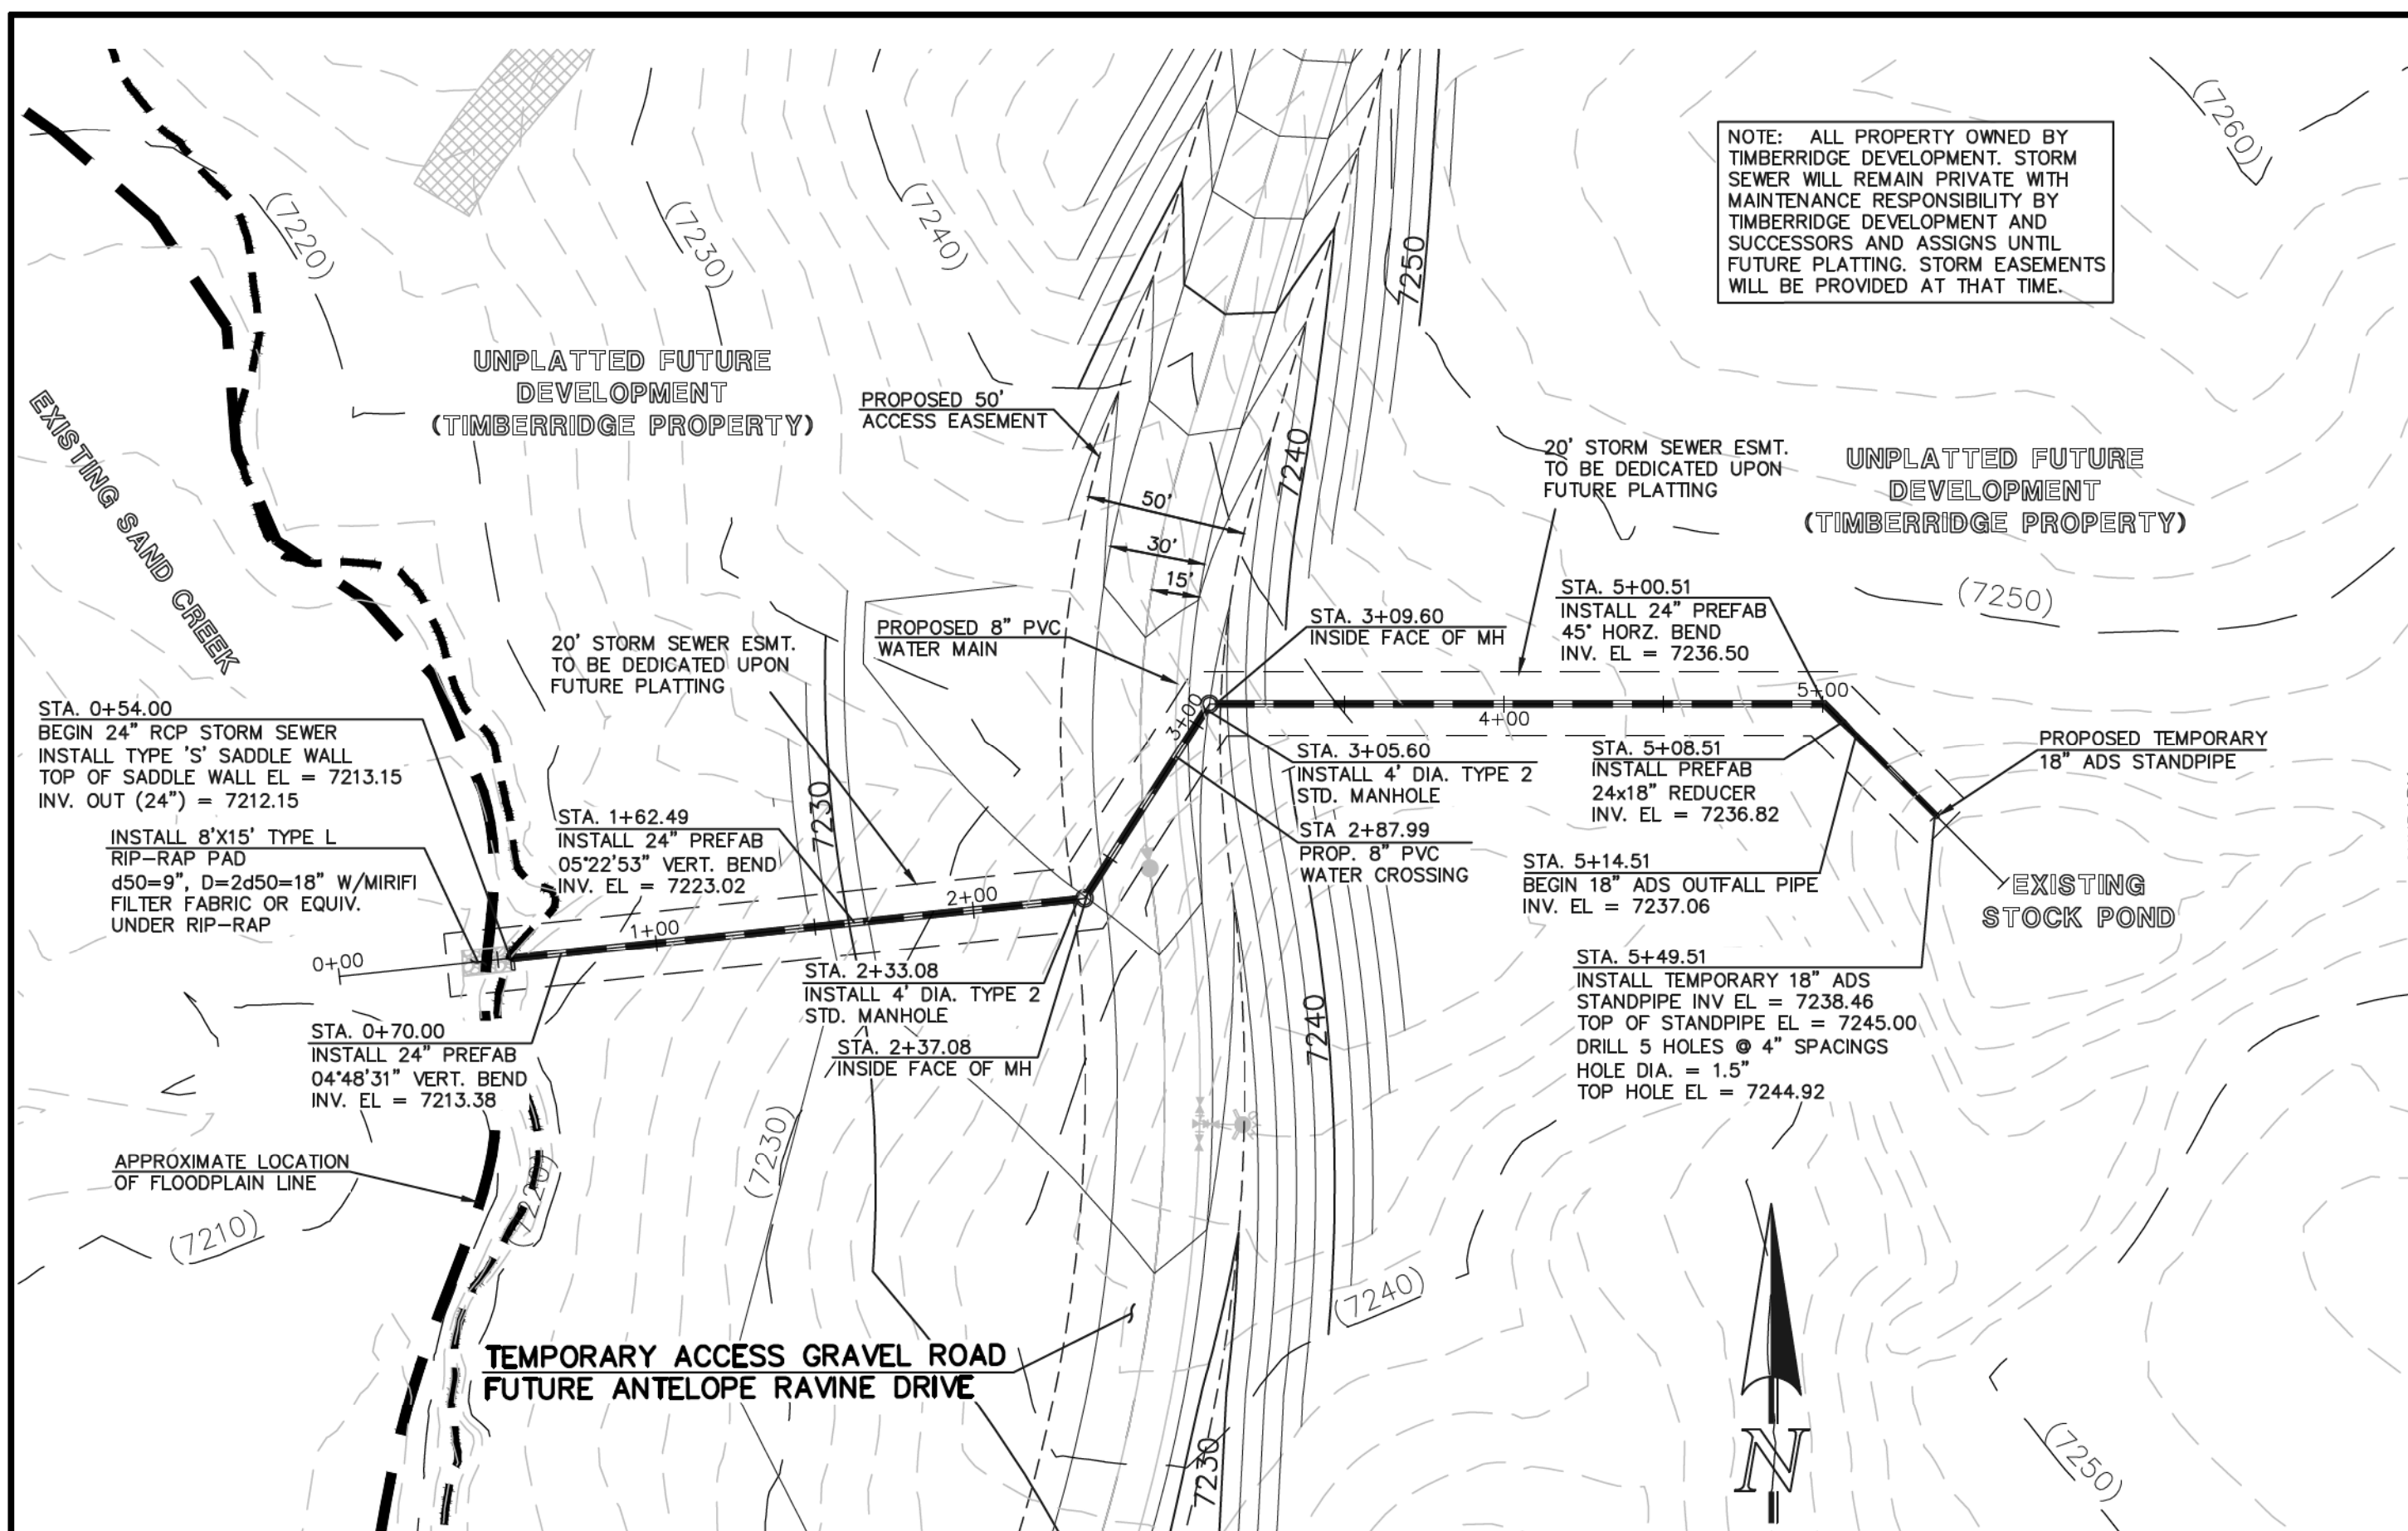 (7260)
NOTE: ALL PROPERTY OWNED BY
TIMBERRIDGE DEVELOPMENT. STORM
SEWER WILL REMAIN PRIVATE WITH
MAINTENANCE RESPONSIBILITY BY
TIMBERRIDGE DEVELOPMENT AND
SUCCESSORS AND ASSIGNS UNTIL
FUTURE PLATTING. STORM EASEMENTS
WILL BE PROVIDED AT THAT TIME.
(7220)
(7230)
(7240)
7250
UNPLATTED FUTURE
DEVELOPMENT
(TIMBERRIDGE PROPERTY)
PROPOSED 50'
ACCESS EASEMENT
7240
20' STORM SEWER ESMT.
TO BE DEDICATED UPON
FUTURE PLATTING
UNPLATTED FUTURE
DEVELOPMENT
(TIMBERRIDGE PROPERTY)
EXISTING SAND CREEK
50'
30'
15'
(7250)
STA. 5+00.51
INSTALL 24" PREFAB
45° HORZ. BEND
INV. EL = 7236.50
STA. 3+09.60
INSIDE FACE OF MH
PROPOSED 8" PVC
WATER MAIN
20' STORM SEWER ESMT.
TO BE DEDICATED UPON
FUTURE PLATTING
STA. 0+54.00
BEGIN 24" RCP STORM SEWER
INSTALL TYPE 'S' SADDLE WALL
TOP OF SADDLE WALL EL = 7213.15
INV. OUT (24") = 7212.15
3+00
4+00
5+00
STA. 3+05.60
INSTALL 4' DIA. TYPE 2
STD. MANHOLE
STA. 5+08.51
INSTALL PREFAB
24x18" REDUCER
INV. EL = 7236.82
PROPOSED TEMPORARY
18" ADS STANDPIPE
7230
STA. 1+62.49
INSTALL 24" PREFAB
05°22'53" VERT. BEND
INV. EL = 7223.02
INSTALL 8'X15' TYPE L
RIP-RAP PAD
d50=9", D=2d50=18" W/MIRIFI
FILTER FABRIC OR EQUIV.
UNDER RIP-RAP
STA 2+87.99
PROP. 8" PVC
WATER CROSSING
STA. 5+14.51
BEGIN 18" ADS OUTFALL PIPE
INV. EL = 7237.06
EXISTING
STOCK POND
0+00
1+00
2+00
STA. 2+33.08
INSTALL 4' DIA. TYPE 2
STD. MANHOLE
STA. 2+37.08
INSIDE FACE OF MH
STA. 5+49.51
INSTALL TEMPORARY 18" ADS
STANDPIPE INV EL = 7238.46
TOP OF STANDPIPE EL = 7245.00
DRILL 5 HOLES @ 4" SPACINGS
HOLE DIA. = 1.5"
TOP HOLE EL = 7244.92
7240
STA. 0+70.00
INSTALL 24" PREFAB
04°48'31" VERT. BEND
INV. EL = 7213.38
APPROXIMATE LOCATION
OF FLOODPLAIN LINE
(7210)
(7220)
(7230)
(7240)
TEMPORARY ACCESS GRAVEL ROAD
FUTURE ANTELOPE RAVINE DRIVE
7230
N
(7250)